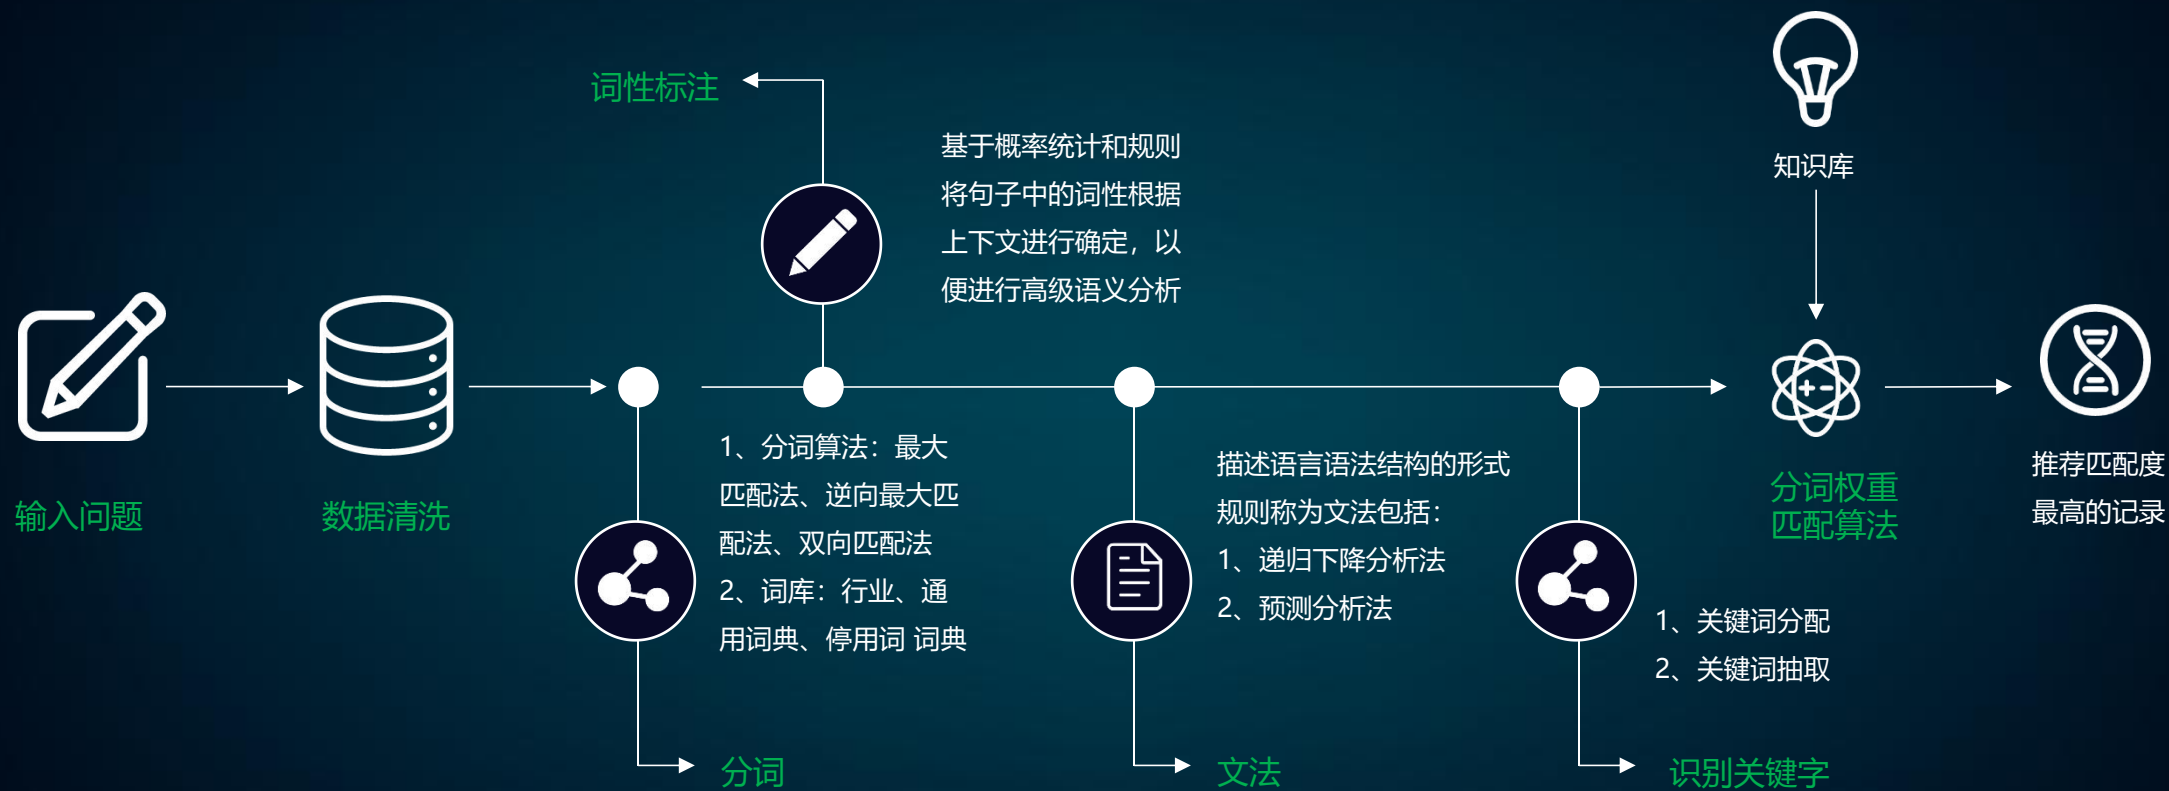 词性标注
基于概率统计和规则
将句子中的词性根据
上下文进行确定，以
便进行高级语义分析
知识库
输入问题
数据清洗
1、分词算法：最大
匹配法、逆向最大匹
配法、双向匹配法
2、词库：行业、通
用词典、停用词 词典
分词
描述语言语法结构的形式
规则称为文法包括：
1、递归下降分析法
2、预测分析法
文法
1、关键词分配
2、关键词抽取
识别关键字
分词权重
匹配算法
推荐匹配度
最高的记录